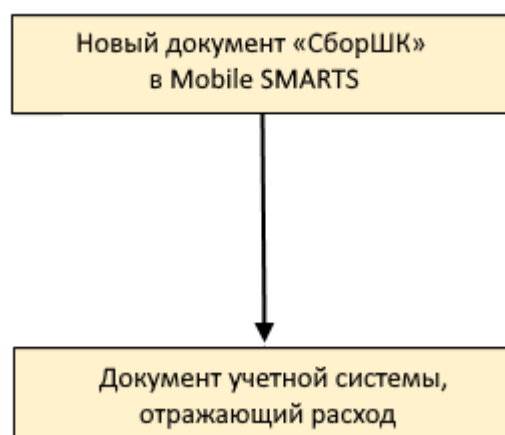 Новый документ «СборШК»
в Mobile SMARTS
Документ учетной системы,
отражающий расход